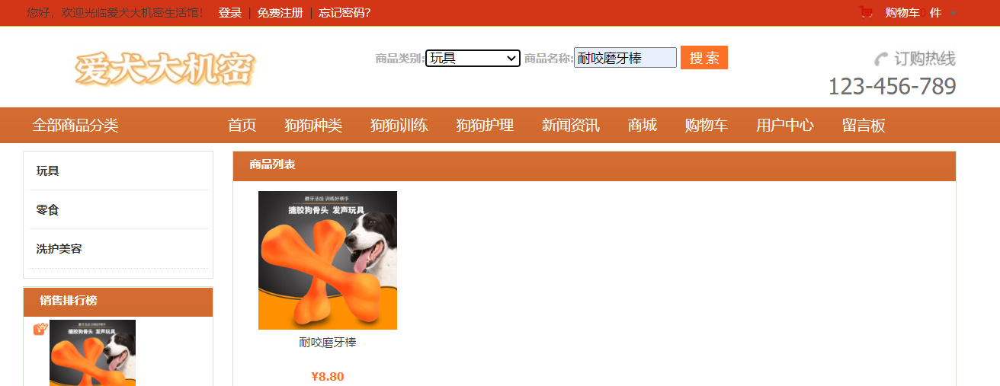 您好，欢迎光临爱犬大机密生活馆！ 登录 | 免费注册 | 忘记密码?
购物车0 件
爱犬大机密
商品类别:玩具 商品名称:耐咬磨牙棒 搜 索
订购热线
123-456-789
全部商品分类 首页 狗狗种类 狗狗训练 狗狗护理 新闻资讯 商城 购物车 用户中心 留言板
玩具
零食
洗护美容
销售排行榜
磨牙洁齿 训练好帮手
搪胶狗骨头 发声玩具
商品列表
磨牙洁齿 训练好帮手
搪胶狗骨头 发声玩具
耐咬磨牙棒
¥8.80